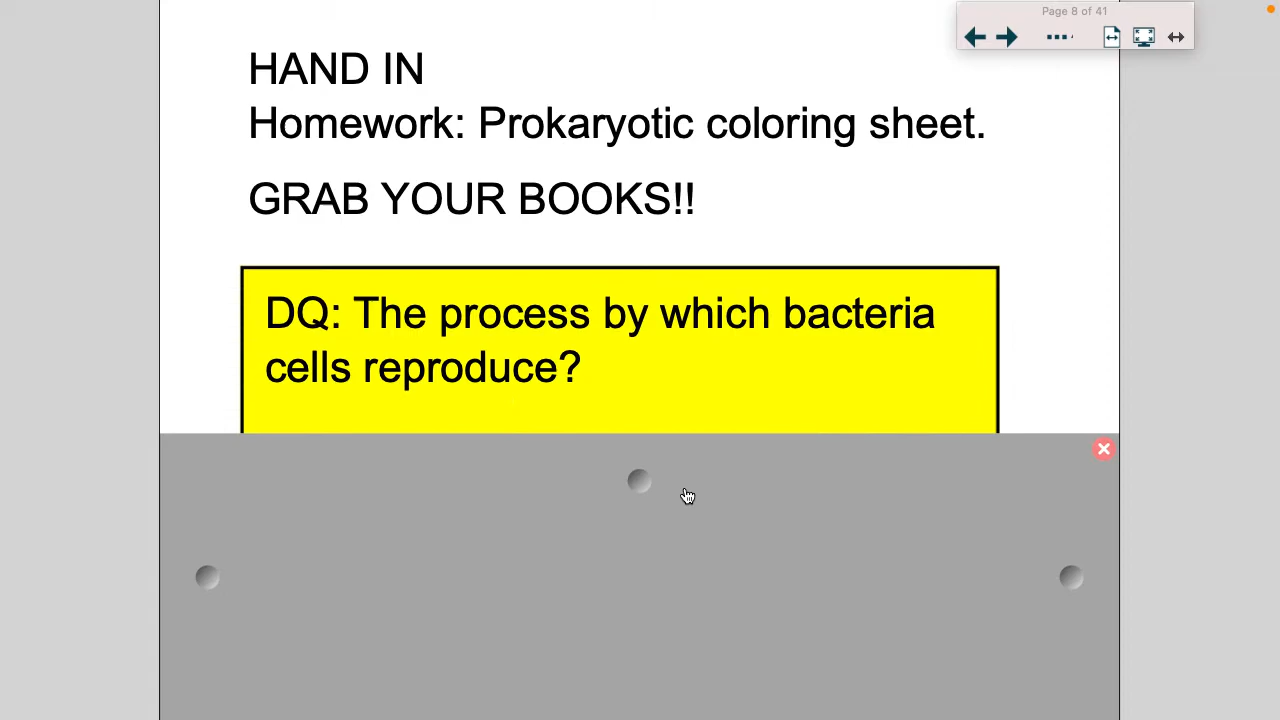 Page 8 of 41
HAND IN
Homework: Prokaryotic coloring sheet.
GRAB YOUR BOOKS!!
DQ: The process by which bacteria
cells reproduce?